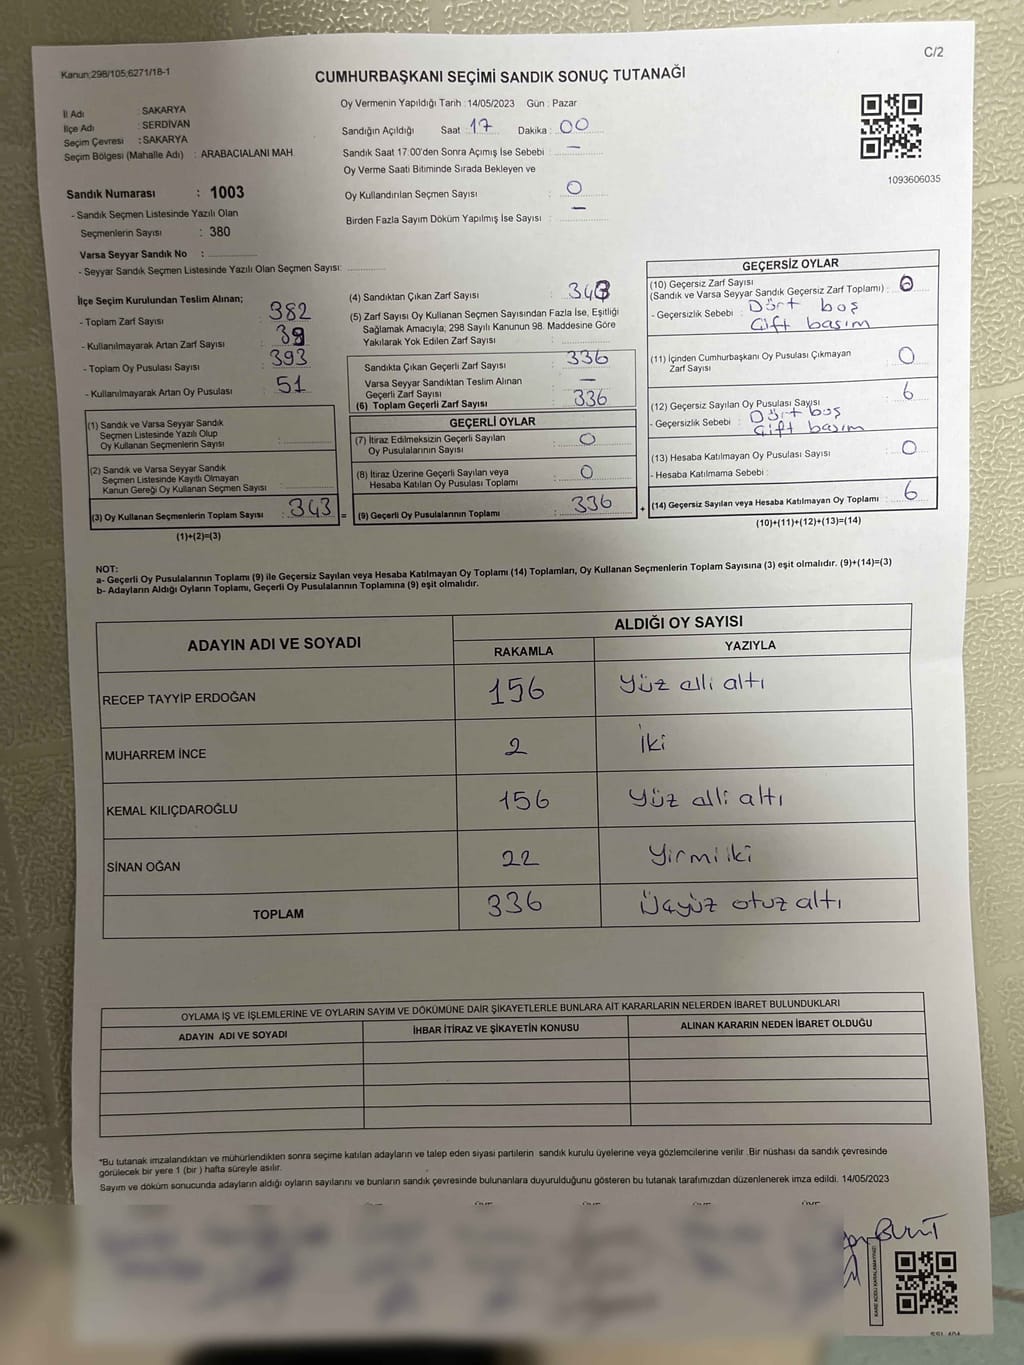 C/2
Kanun;298/105;6271/18-1
CUMHURBAŞKANI SEÇİMİ SANDIK SONUÇ TUTANAĞI
İl Adı : SAKARYA
İlçe Adı : SERDİVAN
Seçim Çevresi : SAKARYA
Seçim Bölgesi (Mahalle Adı) : ARABACIALANI MAH.
Sandık Numarası : 1003
- Sandık Seçmen Listesinde Yazılı Olan
Seçmenlerin Sayısı : 380
Varsa Seyyar Sandık No :
- Seyyar Sandık Seçmen Listesinde Yazılı Olan Seçmen Sayısı:
Oy Vermenin Yapıldığı Tarih :14/05/2023 Gün : Pazar
Sandığın Açıldığı Saat : 17 Dakika : 00
Sandık Saat 17:00'den Sonra Açımış İse Sebebi : —
Oy Verme Saati Bitiminde Sırada Bekleyen ve
Oy Kullandırılan Seçmen Sayısı : 0
Birden Fazla Sayım Döküm Yapılmış İse Sayısı : —
1093606035
İlçe Seçim Kurulundan Teslim Alınan;
- Toplam Zarf Sayısı : 382
- Kullanılmayarak Artan Zarf Sayısı : 39
- Toplam Oy Pusulası Sayısı : 393
- Kullanılmayarak Artan Oy Pusulası : 51
(1) Sandık ve Varsa Seyyar Sandık
Seçmen Listesinde Yazılı Olup
Oy Kullanan Seçmenlerin Sayısı :
(2) Sandık ve Varsa Seyyar Sandık
Seçmen Listesinde Kayıtlı Olmayan
Kanun Gereği Oy Kullanan Seçmen Sayısı :
(3) Oy Kullanan Seçmenlerin Toplam Sayısı : 343 =
(1)+(2)=(3)
(4) Sandıktan Çıkan Zarf Sayısı : 343
(5) Zarf Sayısı Oy Kullanan Seçmen Sayısından Fazla İse, Eşitliği
Sağlamak Amacıyla; 298 Sayılı Kanunun 98. Maddesine Göre
Yakılarak Yok Edilen Zarf Sayısı :
Sandıkta Çıkan Geçerli Zarf Sayısı : 336
Varsa Seyyar Sandıktan Teslim Alınan
Geçerli Zarf Sayısı : —
(6) Toplam Geçerli Zarf Sayısı : 336
GEÇERLİ OYLAR
(7) İtiraz Edilmeksizin Geçerli Sayılan
Oy Pusulalarının Sayısı : 0
(8) İtiraz Üzerine Geçerli Sayılan veya
Hesaba Katılan Oy Pusulası Toplamı : 0
(9) Geçerli Oy Pusulalarının Toplamı : 336 +
GEÇERSİZ OYLAR
(10) Geçersiz Zarf Sayısı
(Sandık ve Varsa Seyyar Sandık Geçersiz Zarf Toplamı) :
- Geçersizlik Sebebi : Dört boş
Çift basım
(11) İçinden Cumhurbaşkanı Oy Pusulası Çıkmayan
Zarf Sayısı : 0
(12) Geçersiz Sayılan Oy Pusulası Sayısı : 6
- Geçersizlik Sebebi : Dört boş
Çift basım
(13) Hesaba Katılmayan Oy Pusulası Sayısı : 0
- Hesaba Katılmama Sebebi :
(14) Geçersiz Sayılan veya Hesaba Katılmayan Oy Toplamı : 6
(10)+(11)+(12)+(13)=(14)
NOT:
a- Geçerli Oy Pusulalarının Toplamı (9) ile Geçersiz Sayılan veya Hesaba Katılmayan Oy Toplamı (14) Toplamları, Oy Kullanan Seçmenlerin Toplam Sayısına (3) eşit olmalıdır. (9)+(14)=(3)
b- Adayların Aldığı Oyların Toplamı, Geçerli Oy Pusulalarının Toplamına (9) eşit olmalıdır.
ADAYIN ADI VE SOYADI
ALDIĞI OY SAYISI
RAKAMLA YAZIYLA
RECEP TAYYİP ERDOĞAN 156 Yüz elli altı
MUHARREM İNCE 2 İki
KEMAL KILIÇDAROĞLU 156 Yüz elli altı
SİNAN OĞAN 22 Yirmi iki
TOPLAM 336 Üçyüz otuz altı
OYLAMA İŞ VE İŞLEMLERİNE VE OYLARIN SAYIM VE DÖKÜMÜNE DAİR ŞİKAYETLERLE BUNLARA AİT KARARLARIN NELERDEN İBARET BULUNDUKLARI
ADAYIN ADI VE SOYADI İHBAR İTİRAZ VE ŞİKAYETİN KONUSU ALINAN KARARIN NEDEN İBARET OLDUĞU
*Bu tutanak imzalandıktan ve mühürlendikten sonra seçime katılan adayların ve talep eden siyasi partilerin sandık kurulu üyelerine veya gözlemcilerine verilir .Bir nüshası da sandık çevresinde
görülecek bir yere 1 (bir ) hafta süreyle asılır.
Sayım ve döküm sonucunda adayların aldığı oyların sayılarını ve bunların sandık çevresinde bulunanlara duyurulduğunu gösteren bu tutanak tarafımızdan düzenlenerek imza edildi. 14/05/2023
KARE KODU KARALAMAYINIZ!